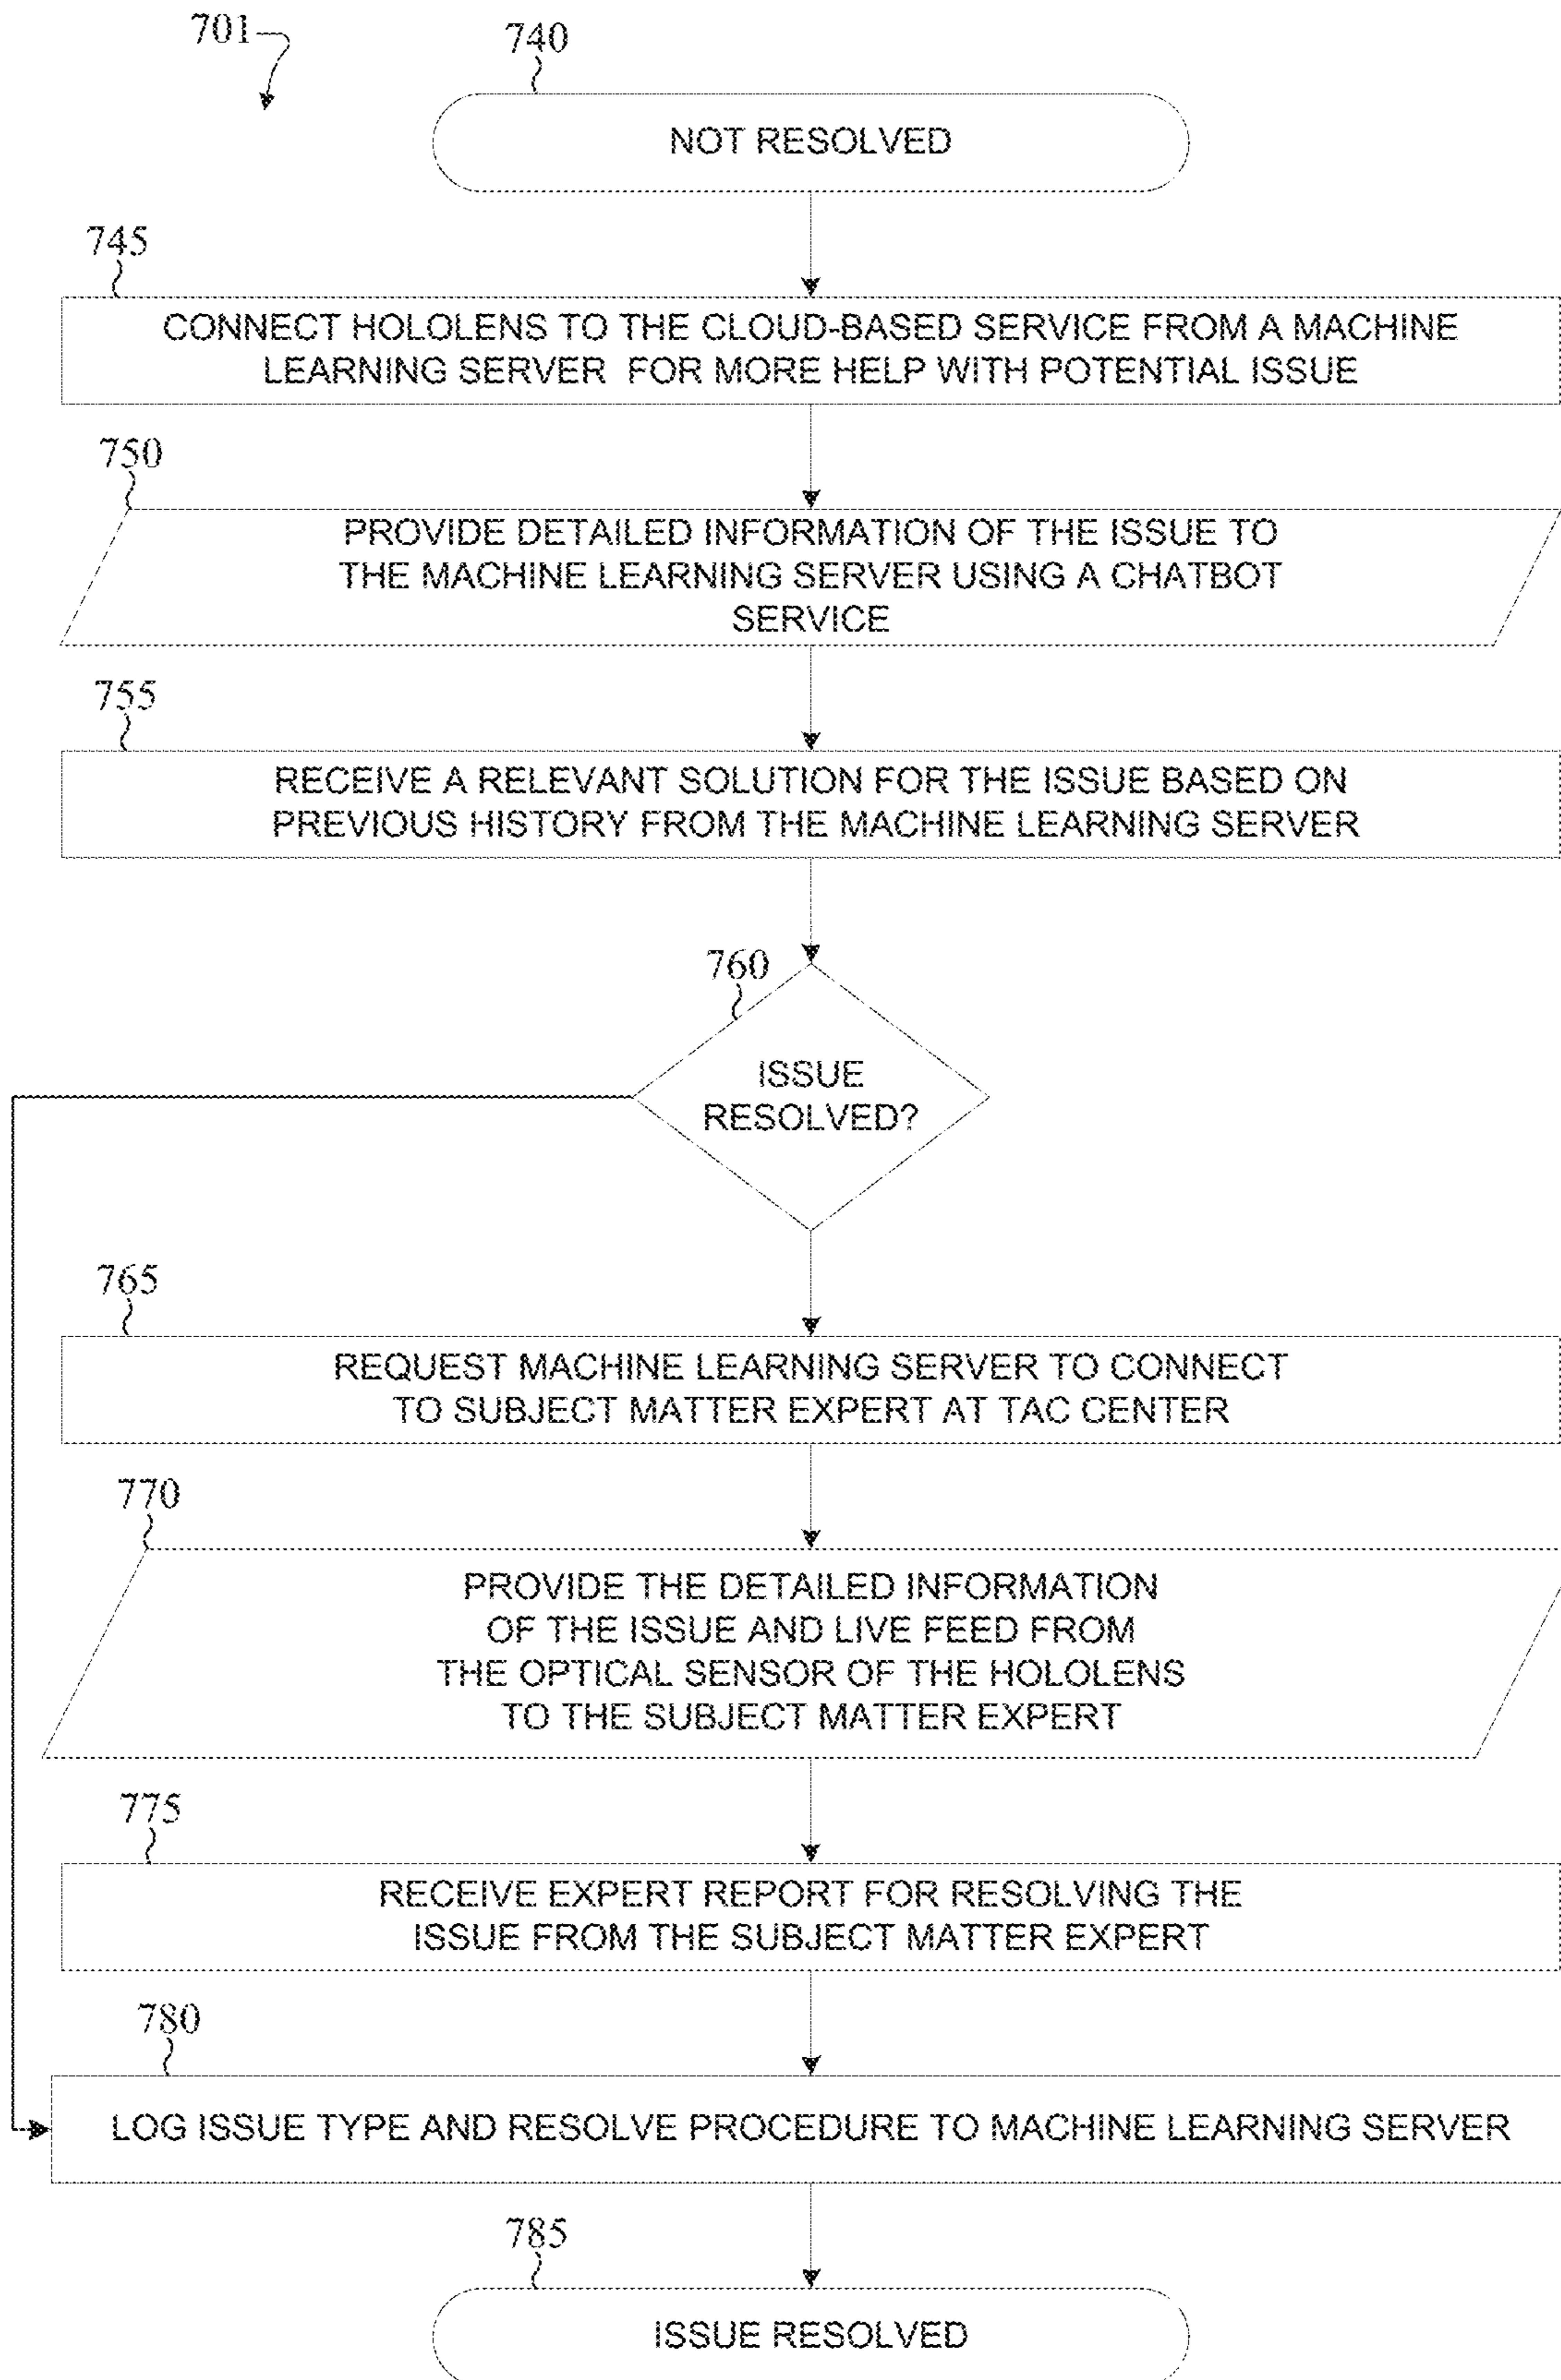 701
740
NOT RESOLVED
745
CONNECT HOLOLENS TO THE CLOUD-BASED SERVICE FROM A MACHINE
LEARNING SERVER FOR MORE HELP WITH POTENTIAL ISSUE
750
PROVIDE DETAILED INFORMATION OF THE ISSUE TO
THE MACHINE LEARNING SERVER USING A CHATBOT
SERVICE
755
RECEIVE A RELEVANT SOLUTION FOR THE ISSUE BASED ON
PREVIOUS HISTORY FROM THE MACHINE LEARNING SERVER
760
ISSUE
RESOLVED?
765
REQUEST MACHINE LEARNING SERVER TO CONNECT
TO SUBJECT MATTER EXPERT AT TAC CENTER
770
PROVIDE THE DETAILED INFORMATION
OF THE ISSUE AND LIVE FEED FROM
THE OPTICAL SENSOR OF THE HOLOLENS
TO THE SUBJECT MATTER EXPERT
775
RECEIVE EXPERT REPORT FOR RESOLVING THE
ISSUE FROM THE SUBJECT MATTER EXPERT
780
LOG ISSUE TYPE AND RESOLVE PROCEDURE TO MACHINE LEARNING SERVER
785
ISSUE RESOLVED